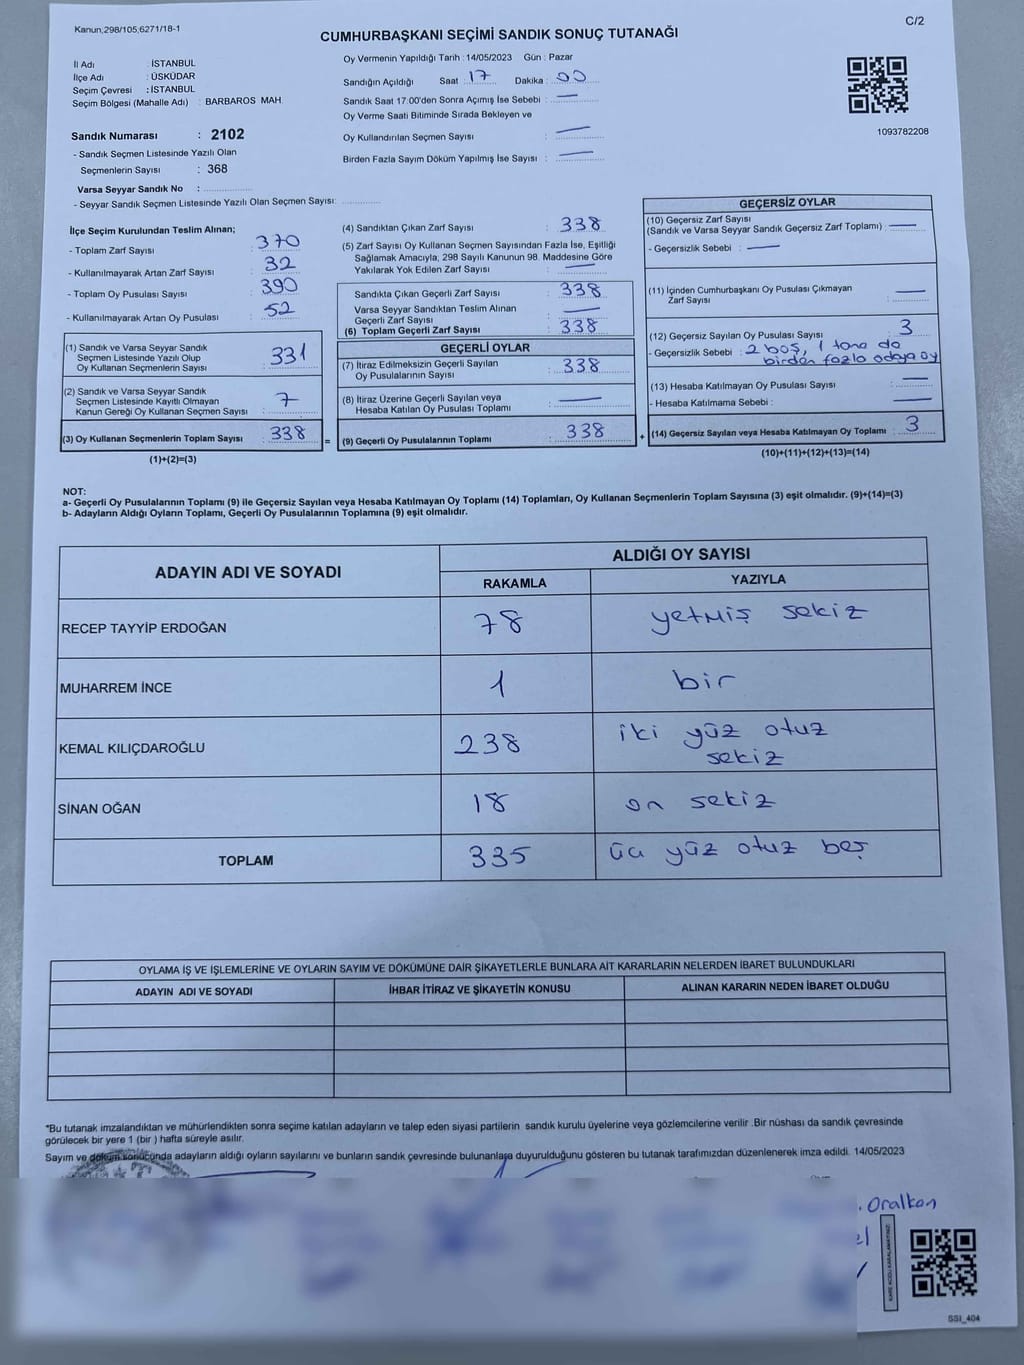 Kanun;298/105;6271/18-1
C/2
CUMHURBAŞKANI SEÇİMİ SANDIK SONUÇ TUTANAĞI
İl Adı : İSTANBUL
İlçe Adı : ÜSKÜDAR
Seçim Çevresi : İSTANBUL
Seçim Bölgesi (Mahalle Adı) : BARBAROS MAH.
Sandık Numarası : 2102
- Sandık Seçmen Listesinde Yazılı Olan
Seçmenlerin Sayısı : 368
Varsa Seyyar Sandık No :
- Seyyar Sandık Seçmen Listesinde Yazılı Olan Seçmen Sayısı:
Oy Vermenin Yapıldığı Tarih : 14/05/2023 Gün : Pazar
Sandığın Açıldığı Saat 17 Dakika : 00
Sandık Saat 17.00'den Sonra Açımış İse Sebebi : —
Oy Verme Saati Bitiminde Sırada Bekleyen ve
Oy Kullandırılan Seçmen Sayısı : —
Birden Fazla Sayım Döküm Yapılmış İse Sayısı : —
1093782208
İlçe Seçim Kurulundan Teslim Alınan;
- Toplam Zarf Sayısı : 370
- Kullanılmayarak Artan Zarf Sayısı : 32
- Toplam Oy Pusulası Sayısı : 390
- Kullanılmayarak Artan Oy Pusulası : 52
(1) Sandık ve Varsa Seyyar Sandık
Seçmen Listesinde Yazılı Olup
Oy Kullanan Seçmenlerin Sayısı : 331
(2) Sandık ve Varsa Seyyar Sandık
Seçmen Listesinde Kayıtlı Olmayan
Kanun Gereği Oy Kullanan Seçmen Sayısı : 7
(3) Oy Kullanan Seçmenlerin Toplam Sayısı : 338
(1)+(2)=(3)
=
(4) Sandıktan Çıkan Zarf Sayısı : 338
(5) Zarf Sayısı Oy Kullanan Seçmen Sayısından Fazla İse, Eşitliği
Sağlamak Amacıyla, 298 Sayılı Kanunun 98. Maddesine Göre
Yakılarak Yok Edilen Zarf Sayısı : —
Sandıkta Çıkan Geçerli Zarf Sayısı : 338
Varsa Seyyar Sandıktan Teslim Alınan
Geçerli Zarf Sayısı : —
(6) Toplam Geçerli Zarf Sayısı : 338
GEÇERLİ OYLAR
(7) İtiraz Edilmeksizin Geçerli Sayılan
Oy Pusulalarının Sayısı : 338
(8) İtiraz Üzerine Geçerli Sayılan veya
Hesaba Katılan Oy Pusulası Toplamı : —
(9) Geçerli Oy Pusulalarının Toplamı : 338
+
GEÇERSİZ OYLAR
(10) Geçersiz Zarf Sayısı
(Sandık ve Varsa Seyyar Sandık Geçersiz Zarf Toplamı) : —
- Geçersizlik Sebebi : —
(11) İçinden Cumhurbaşkanı Oy Pusulası Çıkmayan
Zarf Sayısı : —
(12) Geçersiz Sayılan Oy Pusulası Sayısı : 3
- Geçersizlik Sebebi : 2 boş, 1 tane de
birden fazla adaya oy
(13) Hesaba Katılmayan Oy Pusulası Sayısı : —
- Hesaba Katılmama Sebebi : —
(14) Geçersiz Sayılan veya Hesaba Katılmayan Oy Toplamı : 3
(10)+(11)+(12)+(13)=(14)
NOT:
a- Geçerli Oy Pusulalarının Toplamı (9) ile Geçersiz Sayılan veya Hesaba Katılmayan Oy Toplamı (14) Toplamları, Oy Kullanan Seçmenlerin Toplam Sayısına (3) eşit olmalıdır. (9)+(14)=(3)
b- Adayların Aldığı Oyların Toplamı, Geçerli Oy Pusulalarının Toplamına (9) eşit olmalıdır.
ADAYIN ADI VE SOYADI ALDIĞI OY SAYISI
RAKAMLA YAZIYLA
RECEP TAYYİP ERDOĞAN 78 yetmiş sekiz
MUHARREM İNCE 1 bir
KEMAL KILIÇDAROĞLU 238 iki yüz otuz
sekiz
SİNAN OĞAN 18 on sekiz
TOPLAM 335 üç yüz otuz beş
OYLAMA İŞ VE İŞLEMLERİNE VE OYLARIN SAYIM VE DÖKÜMÜNE DAİR ŞİKAYETLERLE BUNLARA AİT KARARLARIN NELERDEN İBARET BULUNDUKLARI
ADAYIN ADI VE SOYADI İHBAR İTİRAZ VE ŞİKAYETİN KONUSU ALINAN KARARIN NEDEN İBARET OLDUĞU
*Bu tutanak imzalandıktan ve mühürlendikten sonra seçime katılan adayların ve talep eden siyasi partilerin sandık kurulu üyelerine veya gözlemcilerine verilir .Bir nüshası da sandık çevresinde
görülecek bir yere 1 (bir ) hafta süreyle asılır.
Sayım ve döküm sonucunda adayların aldığı oyların sayılarını ve bunların sandık çevresinde bulunanlara duyurulduğunu gösteren bu tutanak tarafımızdan düzenlenerek imza edildi. 14/05/2023
Oralkan
SSI_404